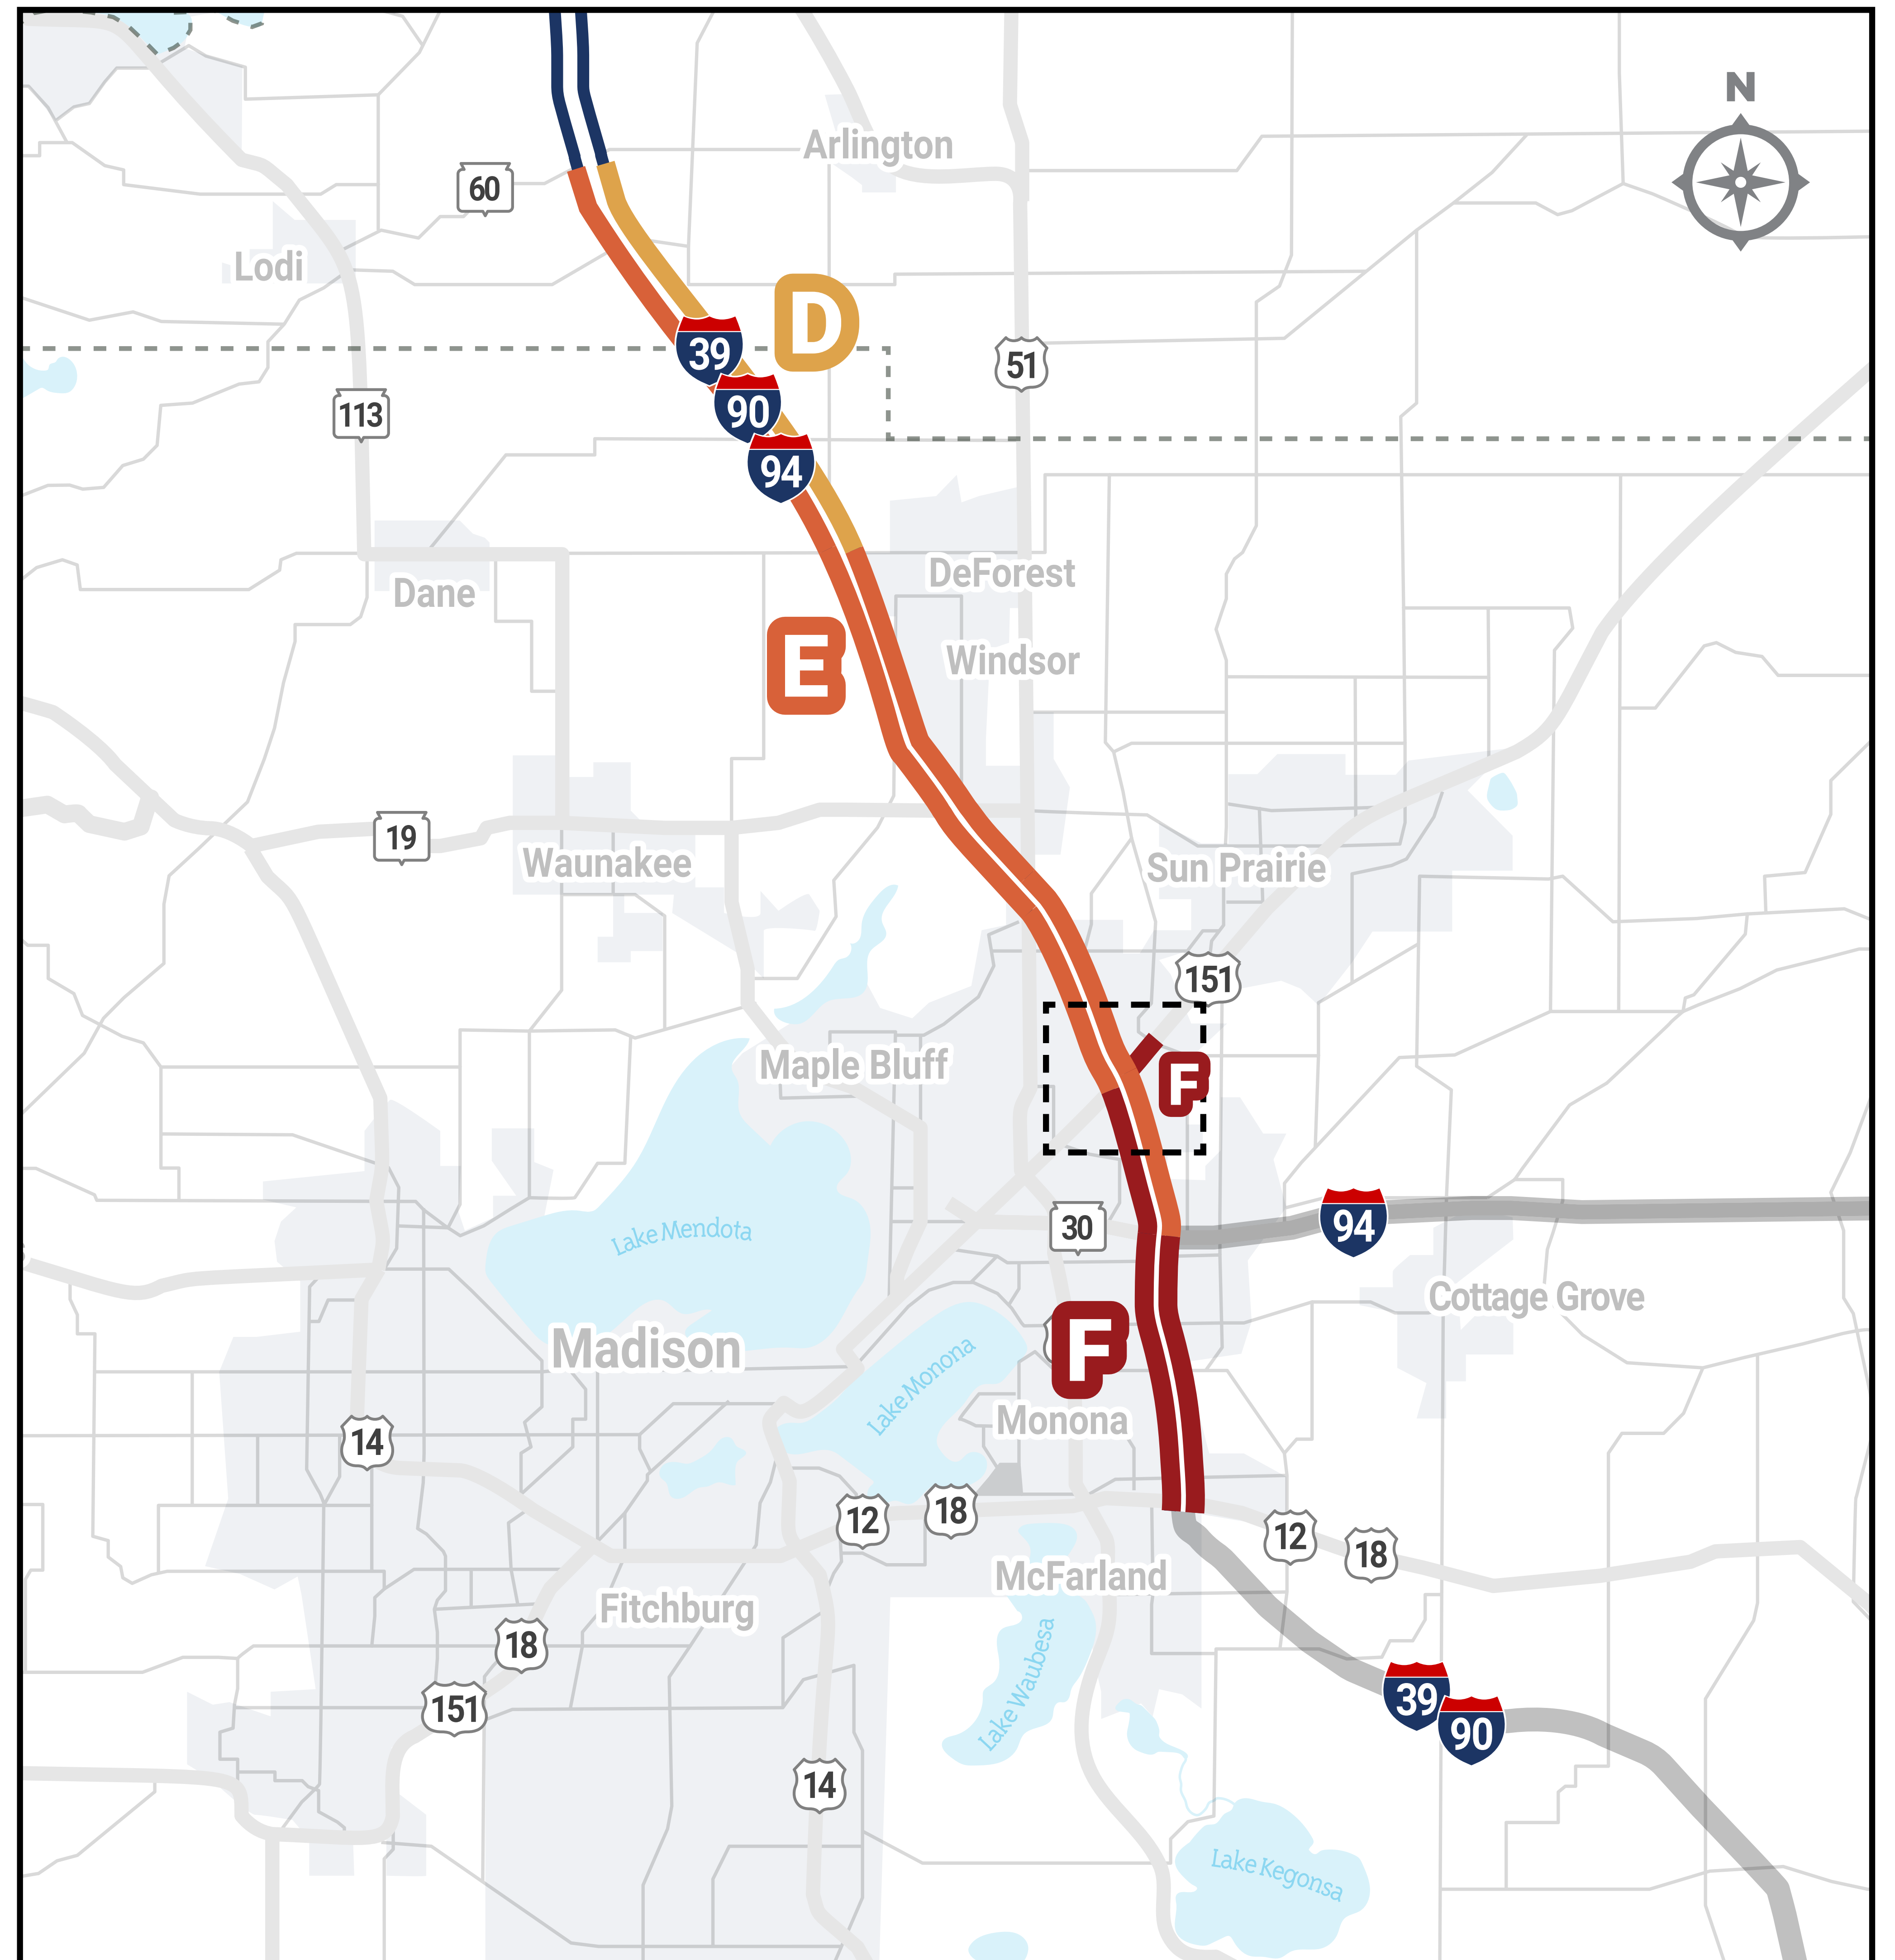 N
Arlington
60
Lodi
D
39
51
90
113
94
DeForest
Dane
E
Windsor
19
Waunakee
Sun Prairie
151
Maple Bluff
F
Lake Mendota
30
94
Cottage Grove
Madison
F
Lake Monona
Monona
14
12
18
12
18
McFarland
Fitchburg
18
Lake Waubesa
39
151
90
14
Lake Kegonsa